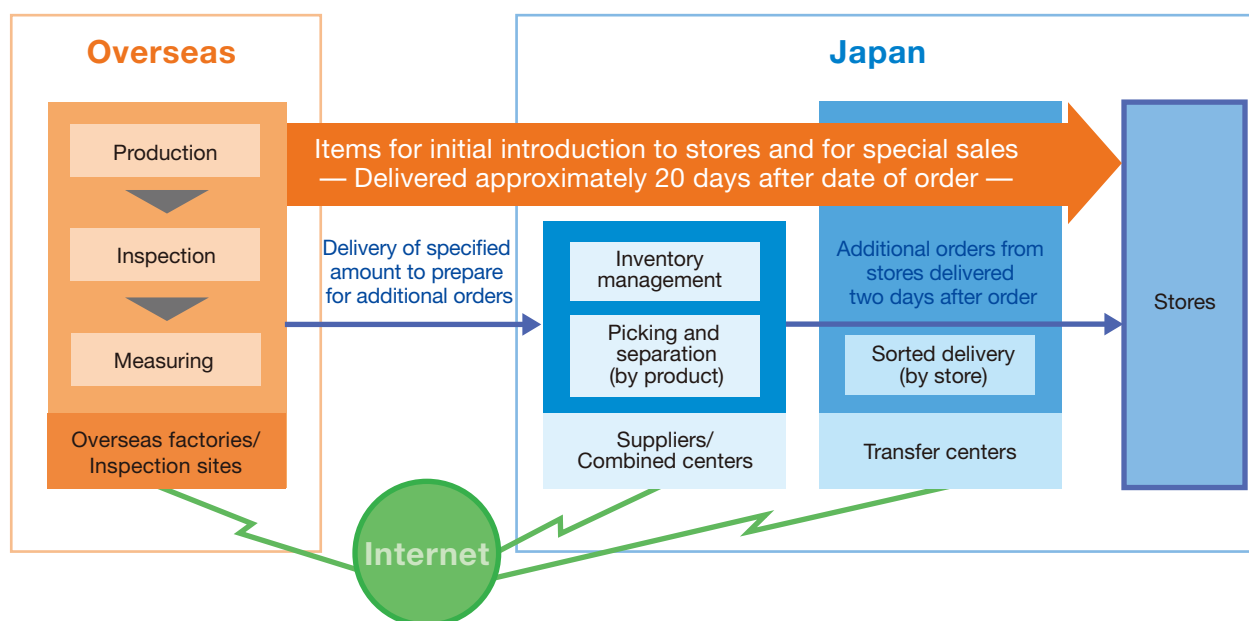 Overseas
Production
Inspection
Measuring
Overseas factories/
Inspection sites
Japan
Items for initial introduction to stores and for special sales
— Delivered approximately 20 days after date of order —
Delivery of specified
amount to prepare
for additional orders
Inventory
management
Picking and
separation
(by product)
Suppliers/
Combined centers
Additional orders from
stores delivered
two days after order
Sorted delivery
(by store)
Transfer centers
Stores
Internet